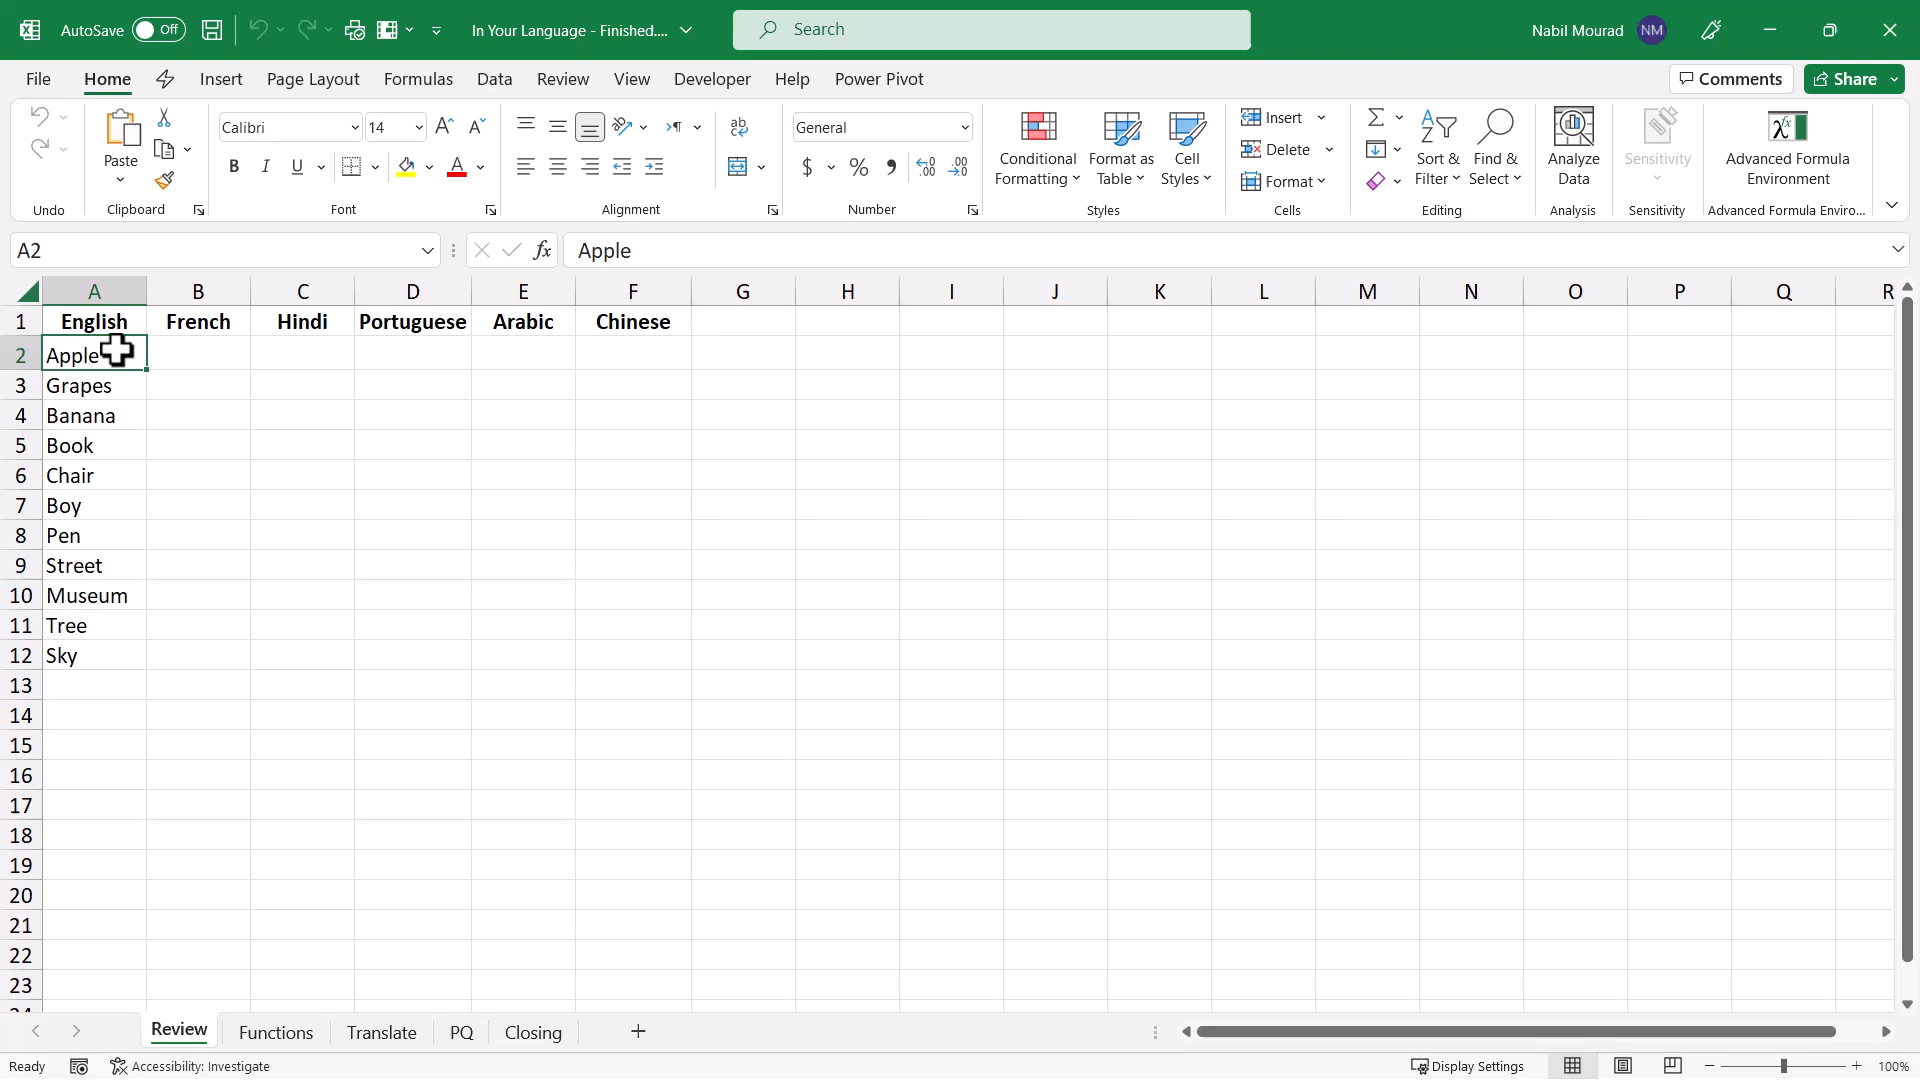 AutoSave Off In Your Language - Finished.... Search Nabil Mourad NM
File Home Insert Page Layout Formulas Data Review View Developer Help Power Pivot Comments Share
Undo
Paste
Clipboard
Calibri 14
B I U A
Font
ab
Alignment
General
$ % , .00
Number
Conditional Formatting
Format as Table
Cell Styles
Styles
Insert
Delete
Format
Cells
Sort & Filter
Find & Select
Editing
Analyze Data
Analysis
Sensitivity
Sensitivity
Advanced Formula Environment
Advanced Formula Enviro...
A2 fx Apple
A B C D E F G H I J K L M N O P Q R
1 English French Hindi Portuguese Arabic Chinese
2 Apple
3 Grapes
4 Banana
5 Book
6 Chair
7 Boy
8 Pen
9 Street
10 Museum
11 Tree
12 Sky
13
14
15
16
17
18
19
20
21
22
23
24
Review Functions Translate PQ Closing
Ready Accessibility: Investigate Display Settings 100%